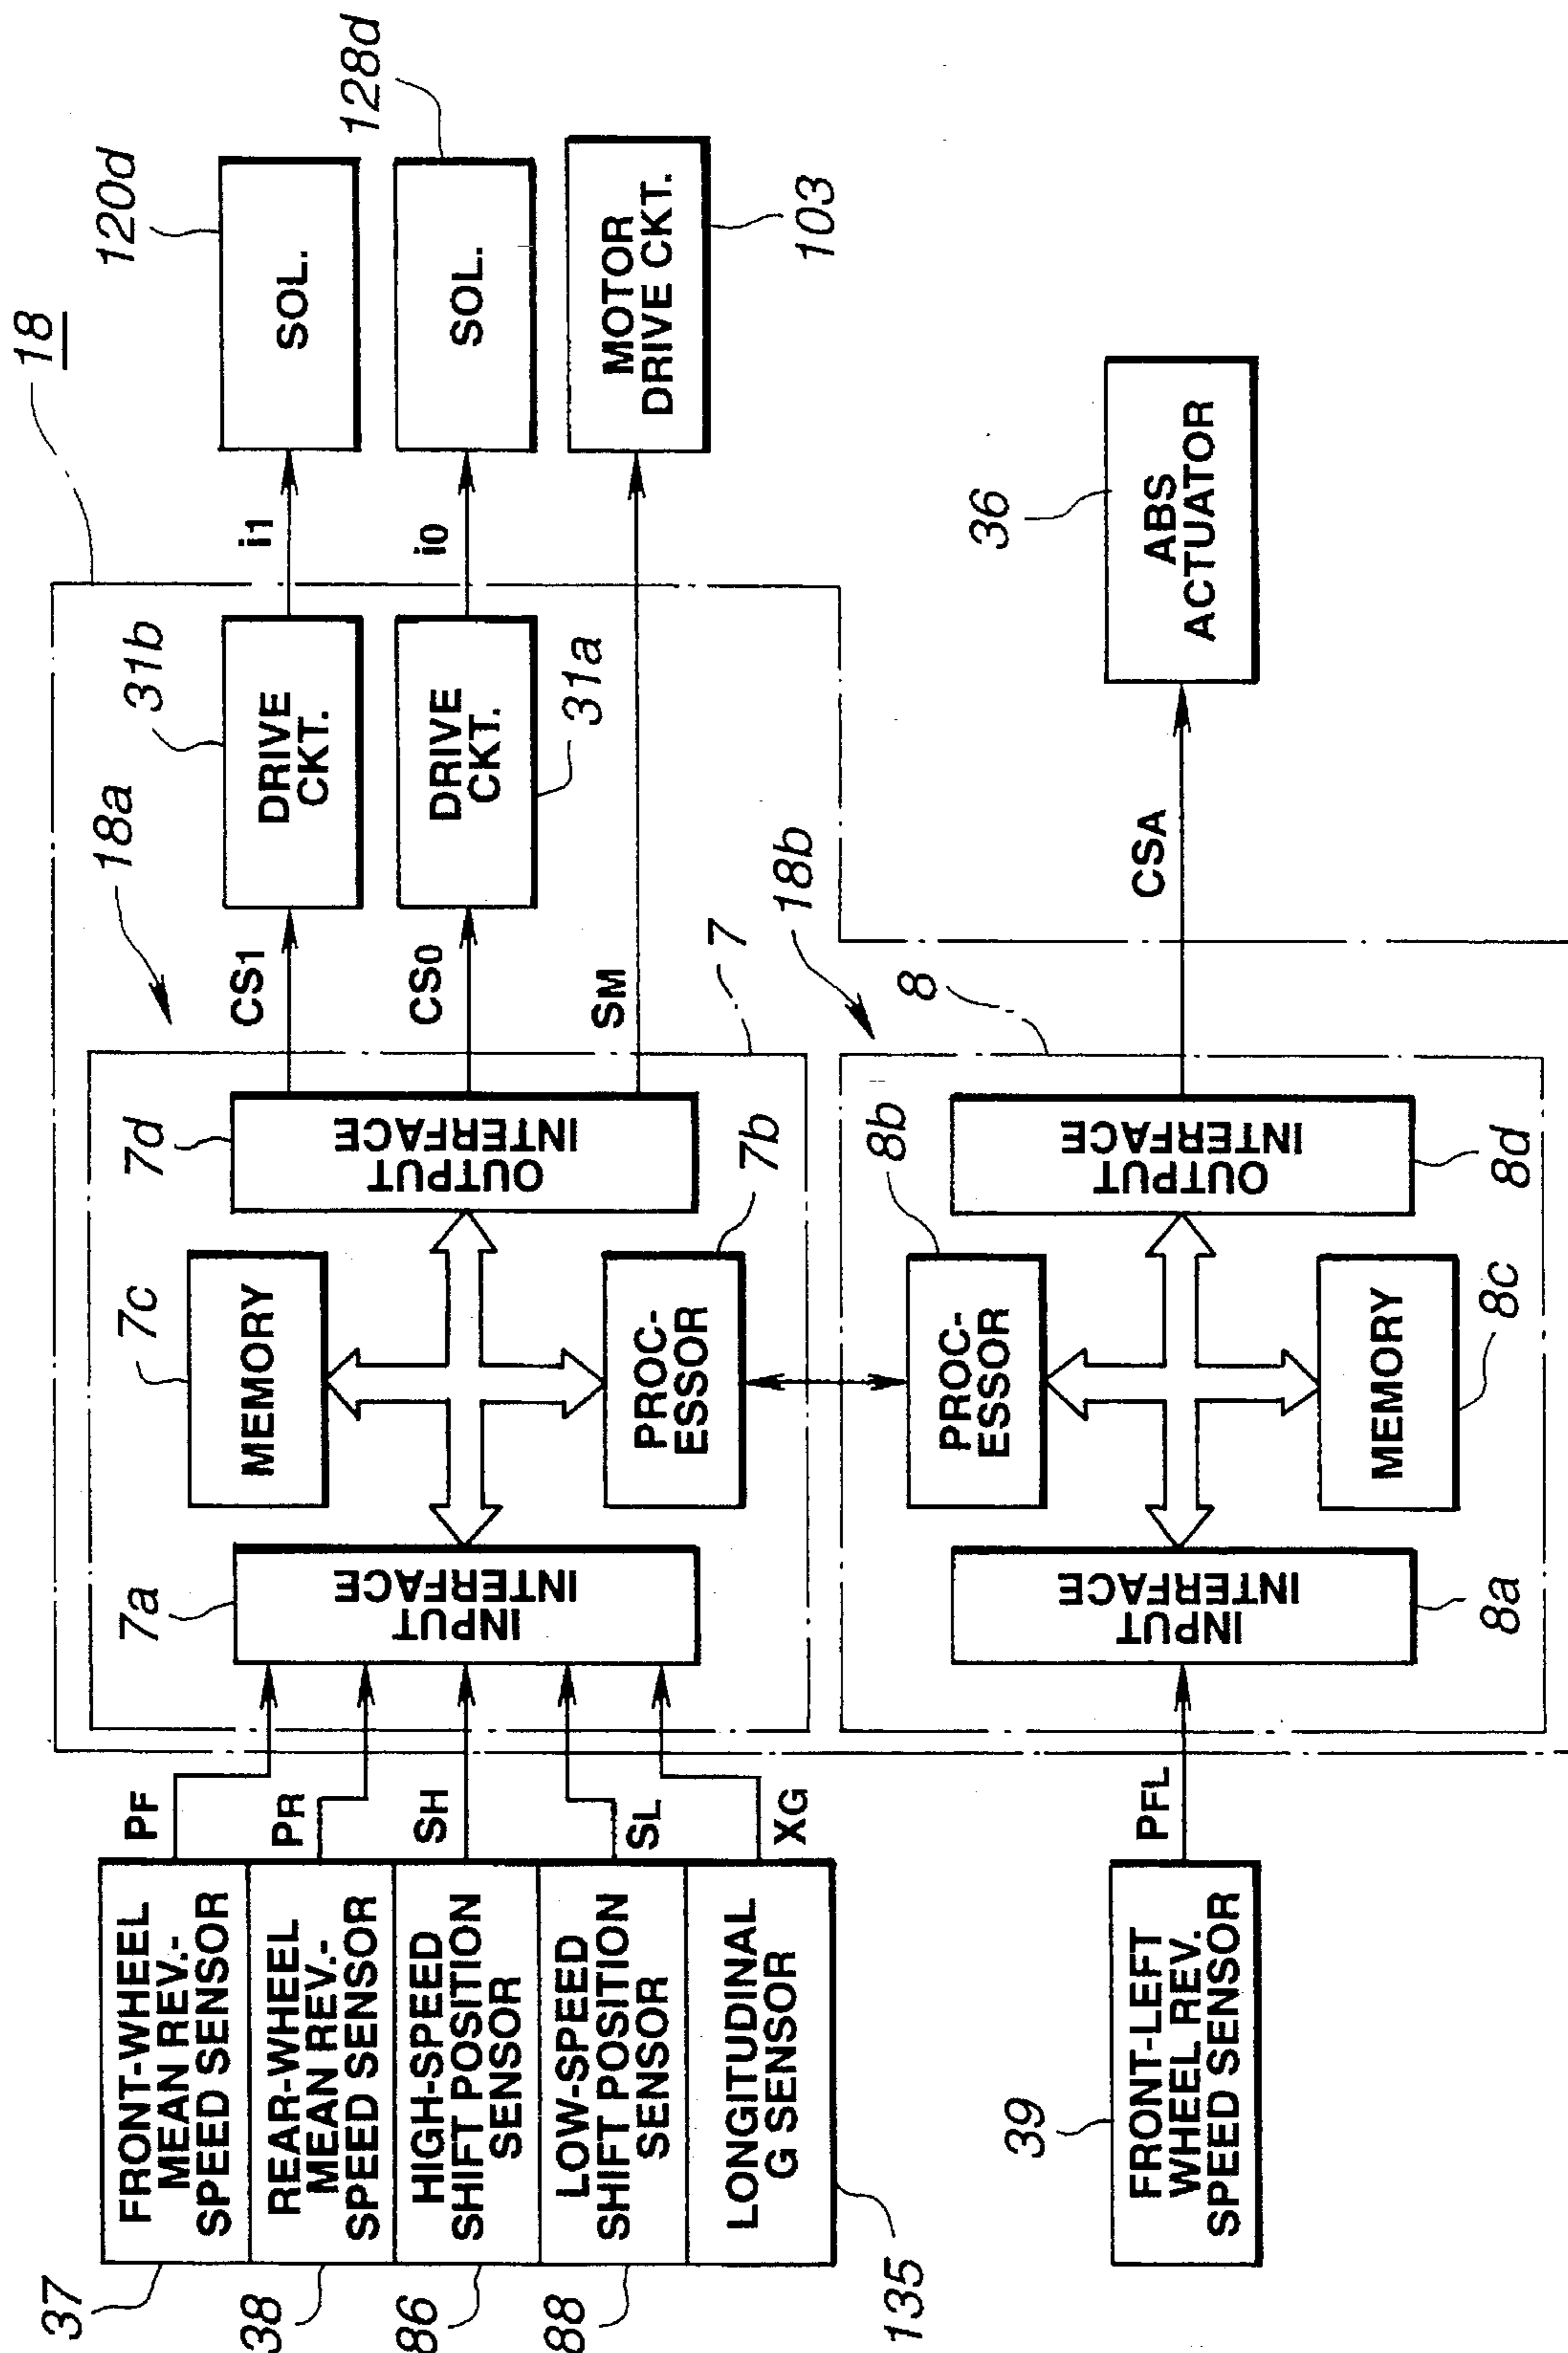 18
18a
120d
128d
103
31b
31a
7
7d
7c
7b
7a
18b
8
8b
8d
8c
8a
36
37
38
86
88
135
39
FRONT-WHEEL
MEAN REV.-
SPEED SENSOR
REAR-WHEEL
MEAN REV.-
SPEED SENSOR
HIGH-SPEED
SHIFT POSITION
SENSOR
LOW-SPEED
SHIFT POSITION
SENSOR
LONGITUDINAL
G SENSOR
PF
PR
SH
SL
XG
INPUT
INTERFACE
MEMORY
PROC-
ESSOR
OUTPUT
INTERFACE
CS1
CS0
SM
DRIVE
CKT.
DRIVE
CKT.
i1
i0
SOL.
SOL.
MOTOR
DRIVE CKT.
FRONT-LEFT
WHEEL REV.
SPEED SENSOR
PFL
INPUT
INTERFACE
PROC-
ESSOR
MEMORY
OUTPUT
INTERFACE
CSA
ABS
ACTUATOR